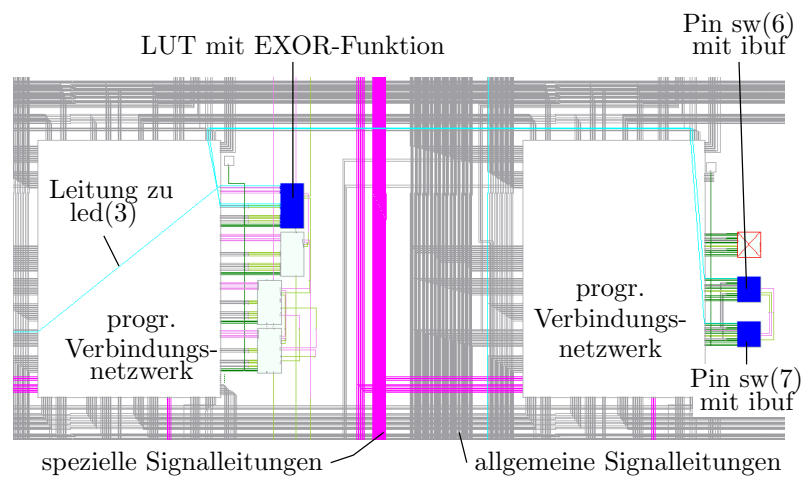 LUT mit EXOR-Funktion
Pin sw(6)
mit ibuf
Leitung zu
led(3)
progr.
Verbindungs-
netzwerk
progr.
Verbindungs-
netzwerk
Pin sw(7)
mit ibuf
spezielle Signalleitungen
allgemeine Signalleitungen